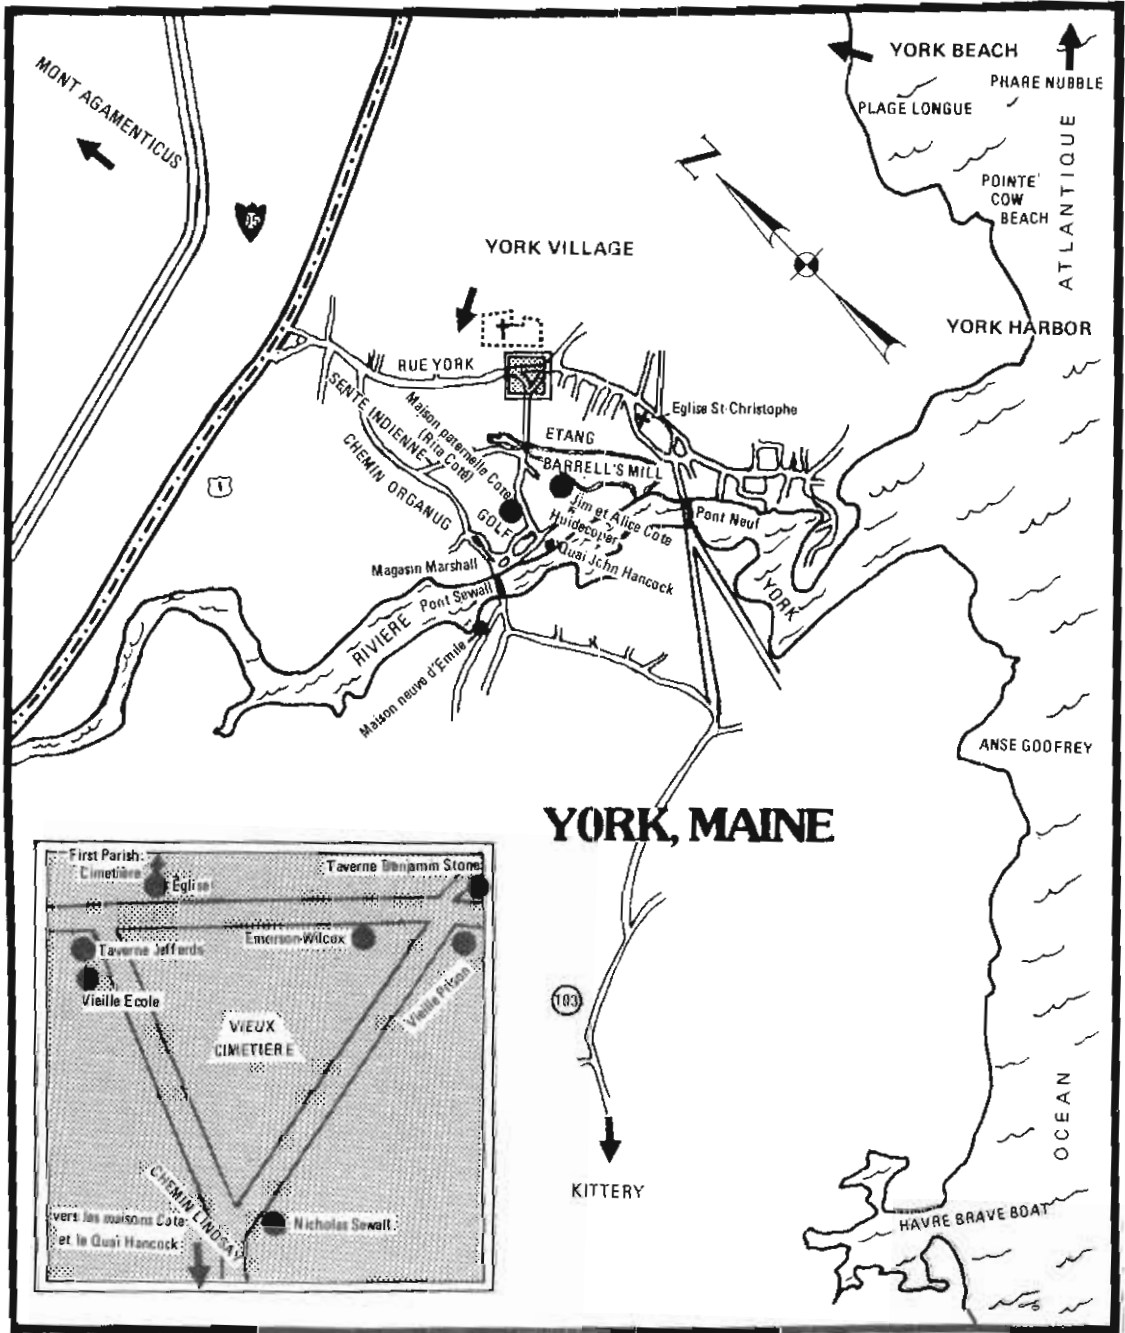 YORK BEACH
PHARE NUBBLE
MONT AGAMENTICUS
PLAGE LONGUE
ATLANTIQUE
POINTE
COW
BEACH
95
YORK VILLAGE
YORK HARBOR
RUE YORK
SENTE INDIENNE
Maison paternelle Cote
(Rita Coté)
Eglise St-Christophe
ETANG
BARRELL'S MILL
CHEMIN ORGANUG
1
GOLF
Jim et Alice Cote
Huidecoper
Pont Neuf
Quai John Hancock
Magasin Marshall
Pont Sewall
RIVIERE
YORK
Maison neuve d'Emile
ANSE GODFREY
YORK, MAINE
First Parish
Cimetière
Église
Taverne Benjamin Stone
Taverne Jefferds
Emerson-Wilcox
Vieille Ecole
Vieille Prison
VIEUX
CIMETIERE
103
OCEAN
KITTERY
CHEMIN LINDSAY
vers les maisons Cote
et le Quai Hancock
Nicholas Sewall
HAVRE BRAVE BOAT